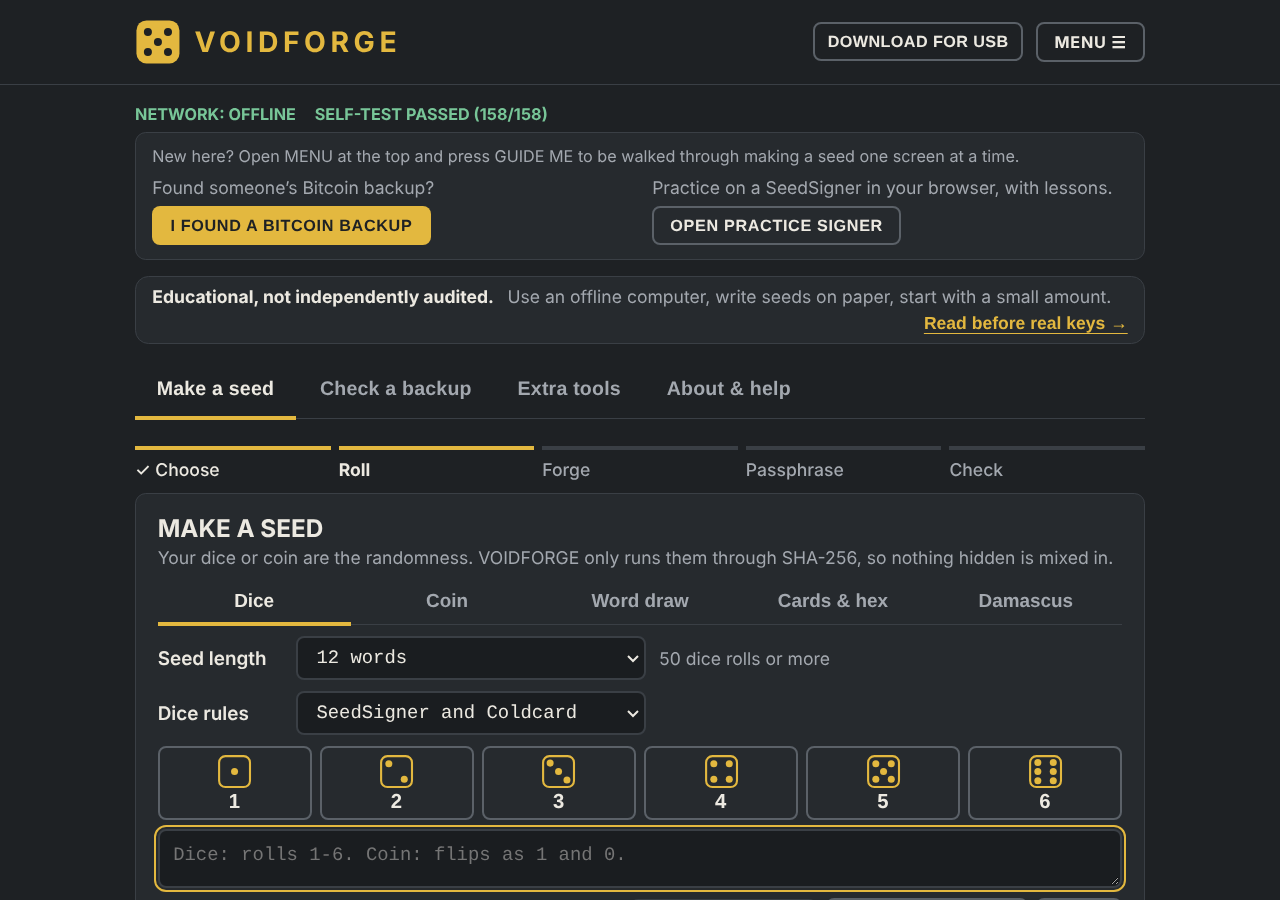 VOIDFORGE
DOWNLOAD FOR USB
MENU ☰
NETWORK: OFFLINE SELF-TEST PASSED (158/158)
New here? Open MENU at the top and press GUIDE ME to be walked through making a seed one screen at a time.
Found someone’s Bitcoin backup?
I FOUND A BITCOIN BACKUP
Practice on a SeedSigner in your browser, with lessons.
OPEN PRACTICE SIGNER
Educational, not independently audited. Use an offline computer, write seeds on paper, start with a small amount.
Read before real keys →
Make a seed Check a backup Extra tools About & help
✓ Choose Roll Forge Passphrase Check
MAKE A SEED
Your dice or coin are the randomness. VOIDFORGE only runs them through SHA-256, so nothing hidden is mixed in.
Dice Coin Word draw Cards & hex Damascus
Seed length 12 words 50 dice rolls or more
Dice rules SeedSigner and Coldcard
1 2 3 4 5 6
Dice: rolls 1-6. Coin: flips as 1 and 0.